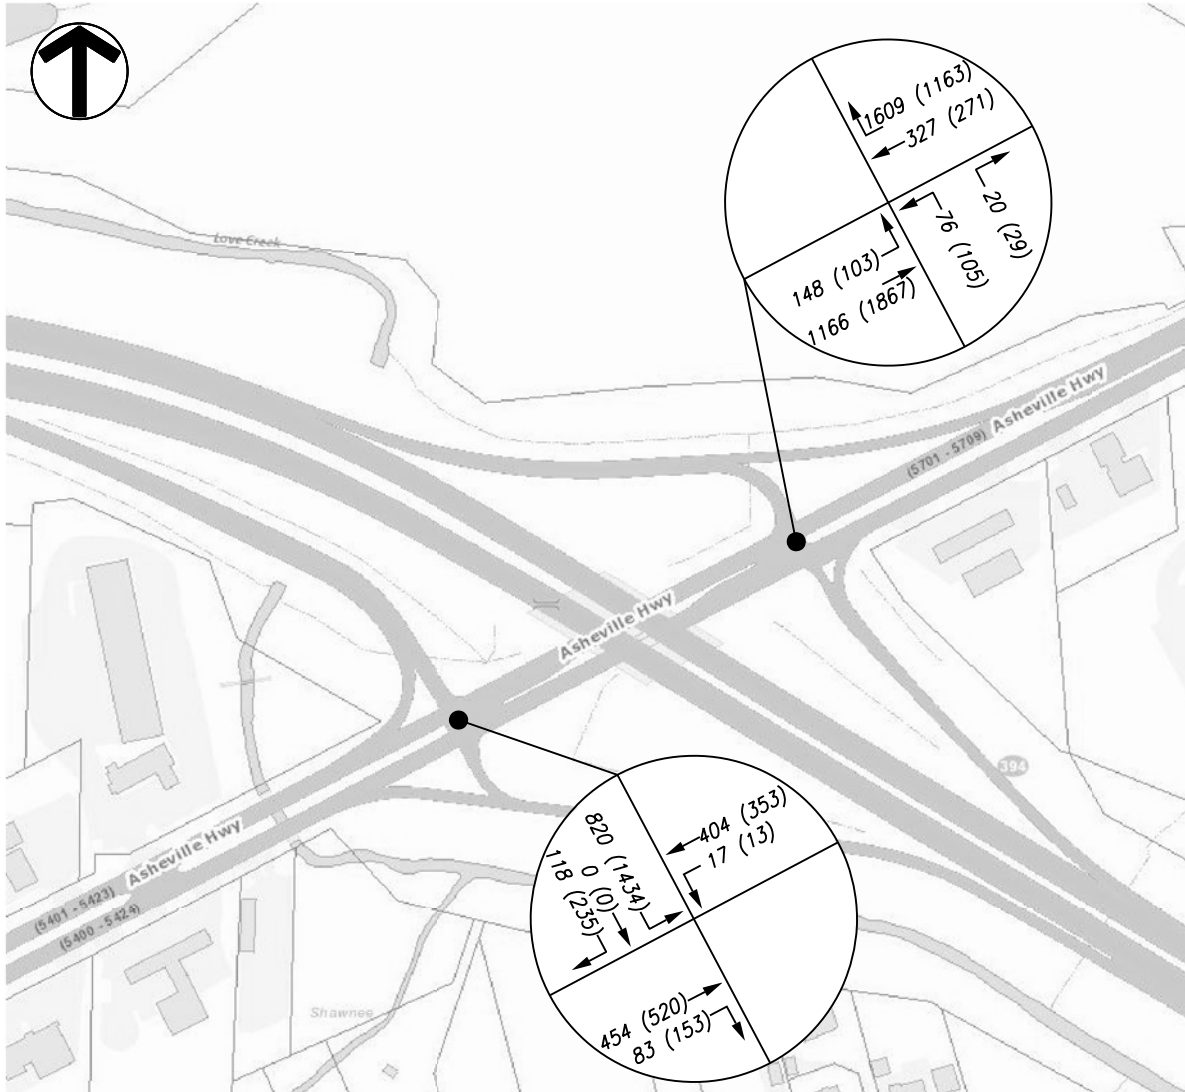 1609 (1163)
327 (271)
20 (29)
76 (105)
148 (103)
1166 (1867)
Love Creek
Asheville Hwy
(5701 - 5709)
Asheville Hwy
394
820 (1434)
0 (0)
118 (235)
404 (353)
17 (13)
454 (520)
83 (153)
Asheville Hwy
(5401 - 5423)
(5400 - 5424)
Shawnee